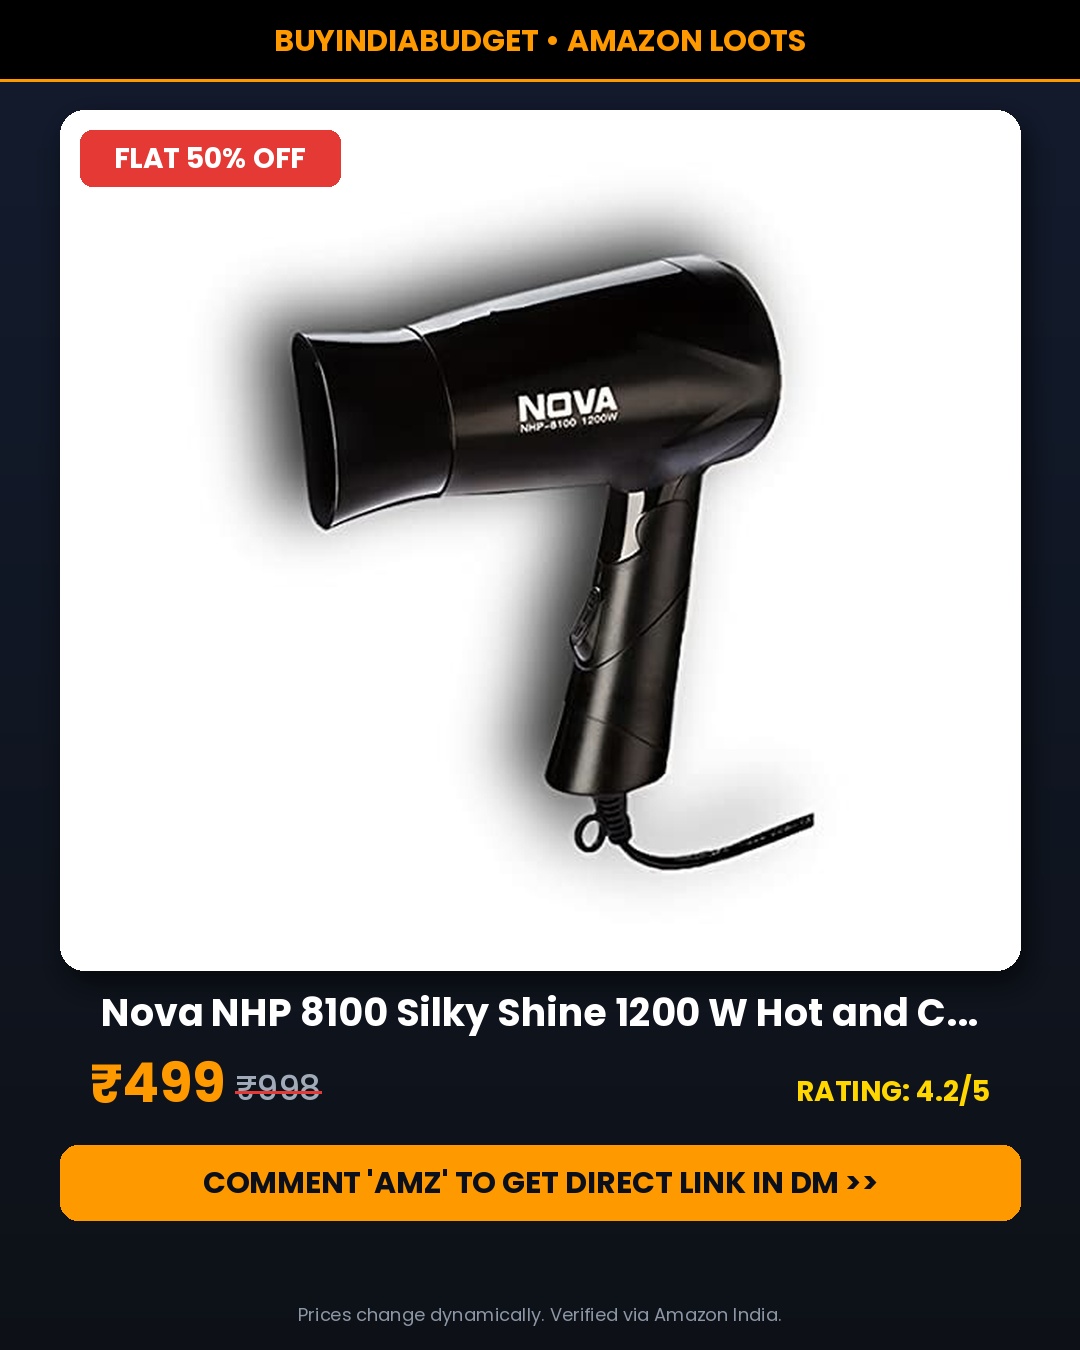 BUYINDIABUDGET • AMAZON LOOTS
FLAT 50% OFF
NOVA
NHP-8100 1200W
Nova NHP 8100 Silky Shine 1200 W Hot and C...
₹499 ₹998
RATING: 4.2/5
COMMENT 'AMZ' TO GET DIRECT LINK IN DM >>
Prices change dynamically. Verified via Amazon India.